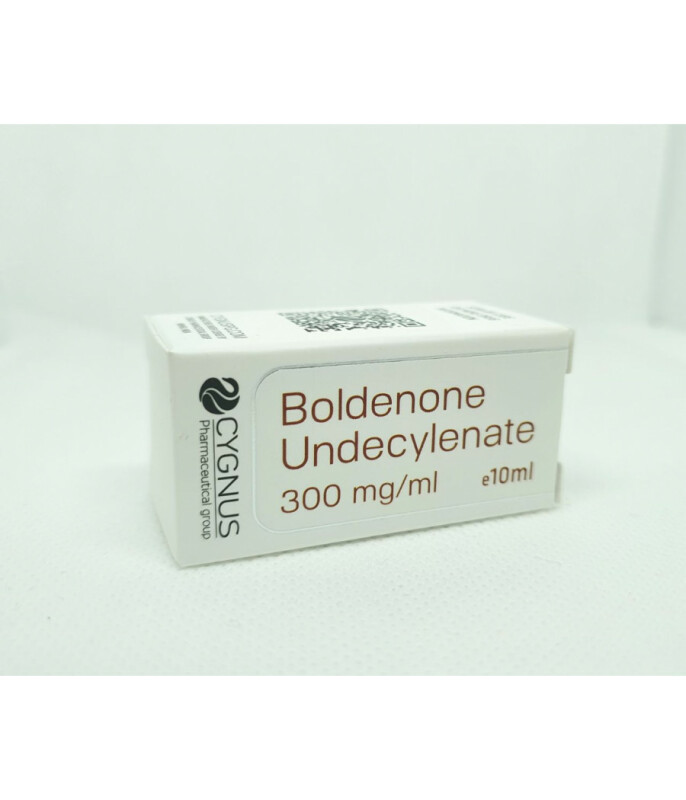 CYGNUS
Pharmaceutical group
Boldenone
Undecylenate
300 mg/ml
e10ml